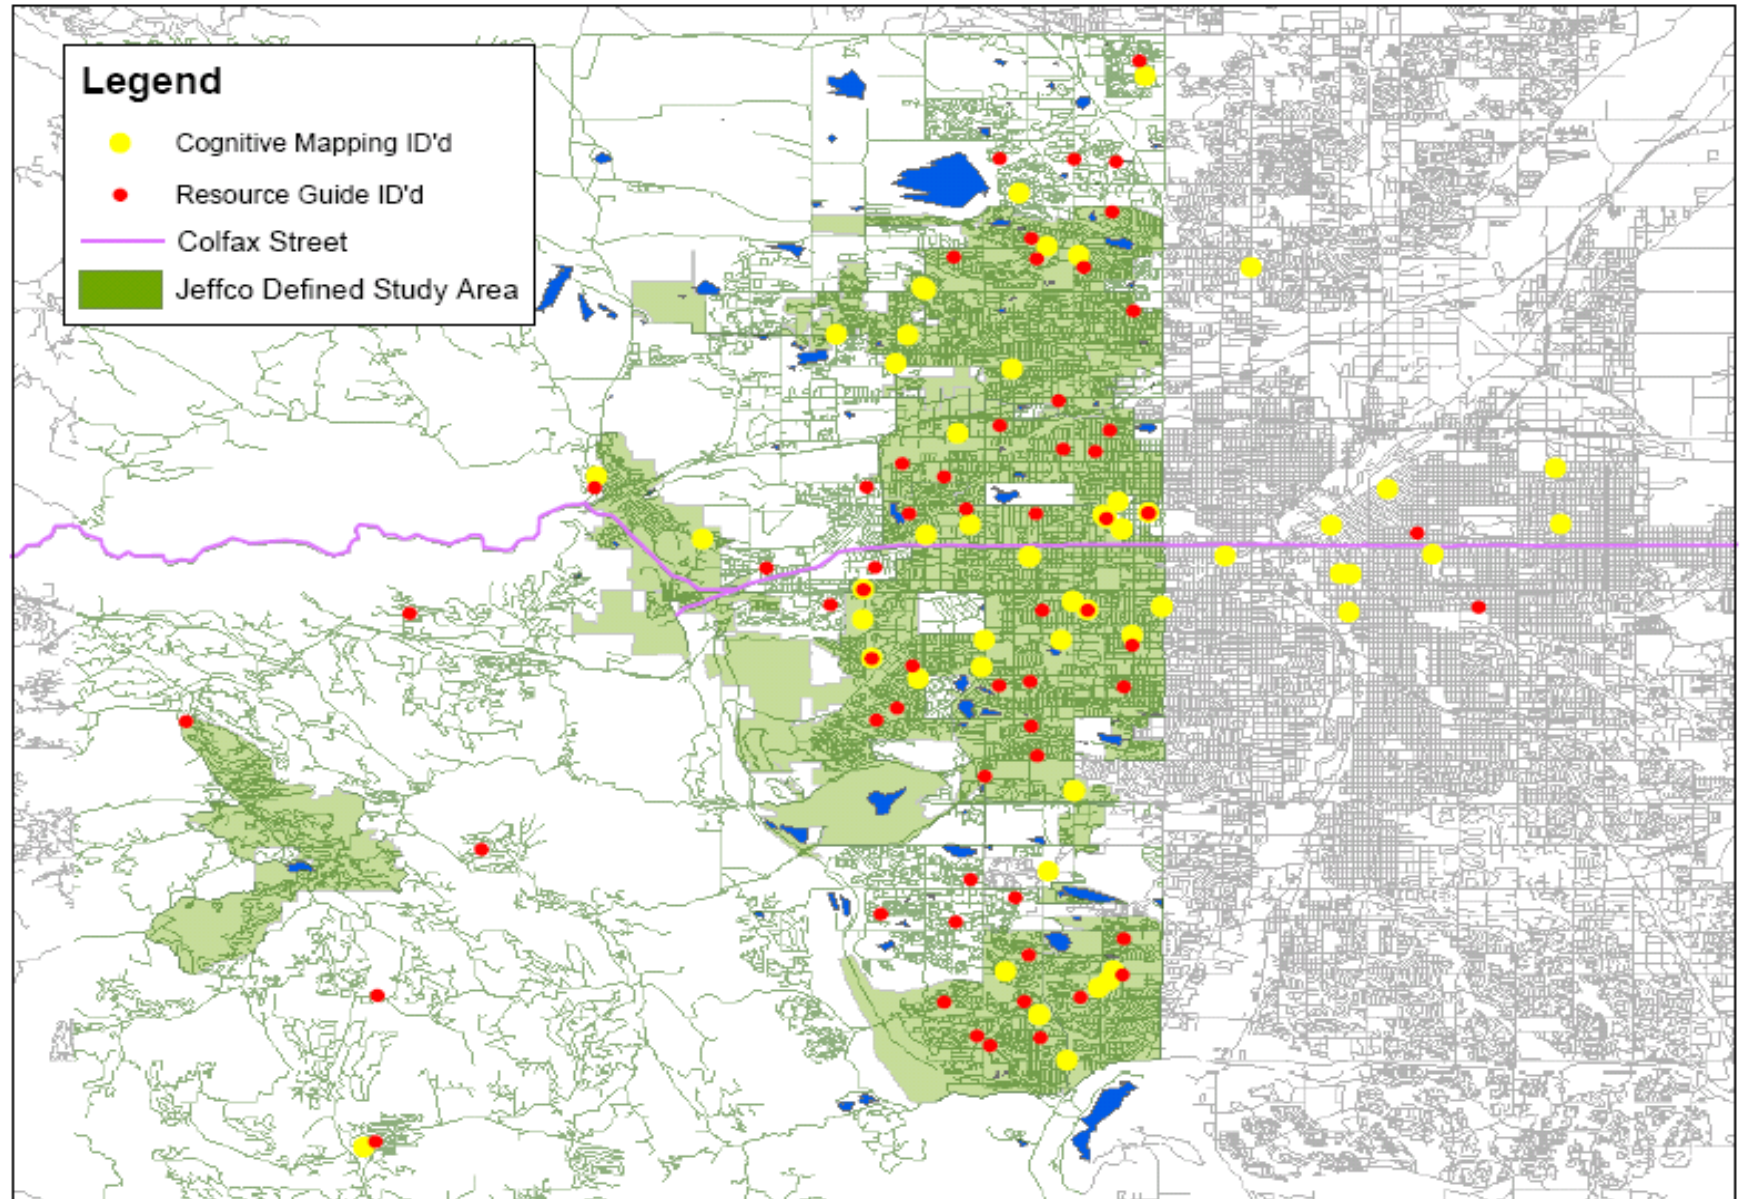 Legend
Cognitive Mapping ID'd
Resource Guide ID'd
Colfax Street
Jeffco Defined Study Area